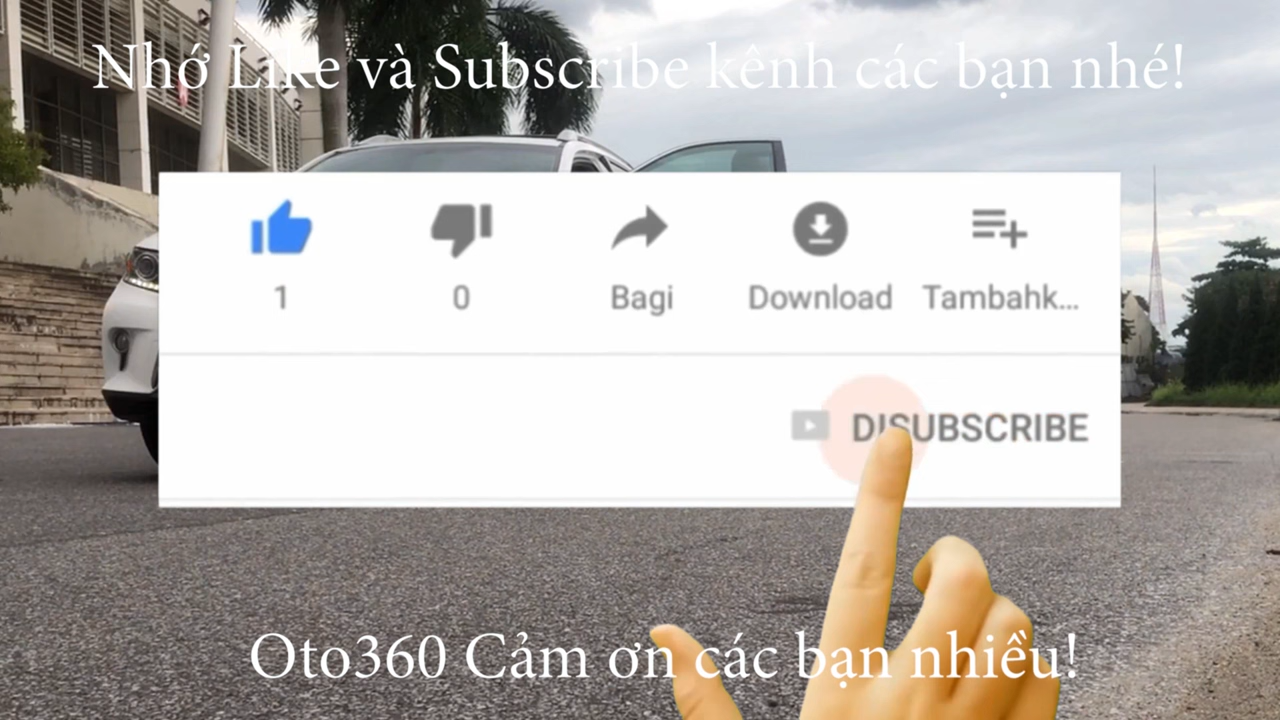 Nhớ Like và Subscribe kênh các bạn nhé!
1
0
Bagi
Download
Tambahk...
DISUBSCRIBE
Oto360 Cảm ơn các bạn nhiều!